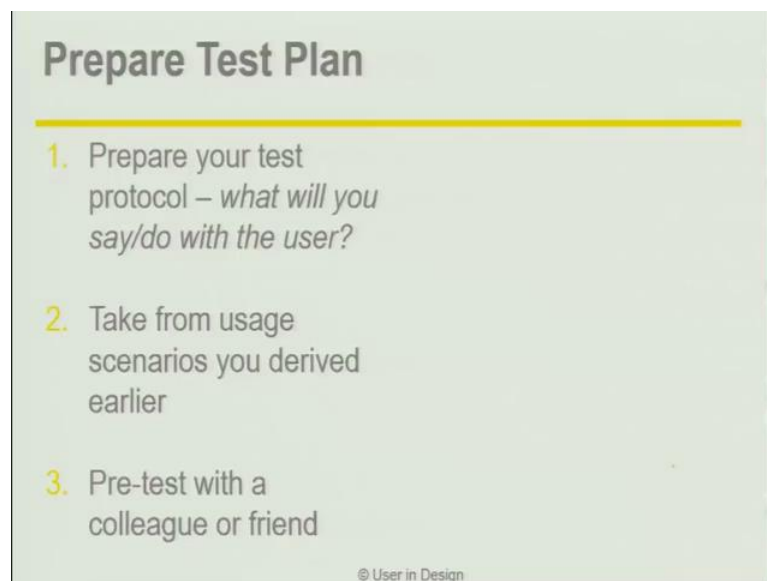 Prepare Test Plan
1. Prepare your test
protocol – what will you
say/do with the user?
2. Take from usage
scenarios you derived
earlier
3. Pre-test with a
colleague or friend
© User in Design